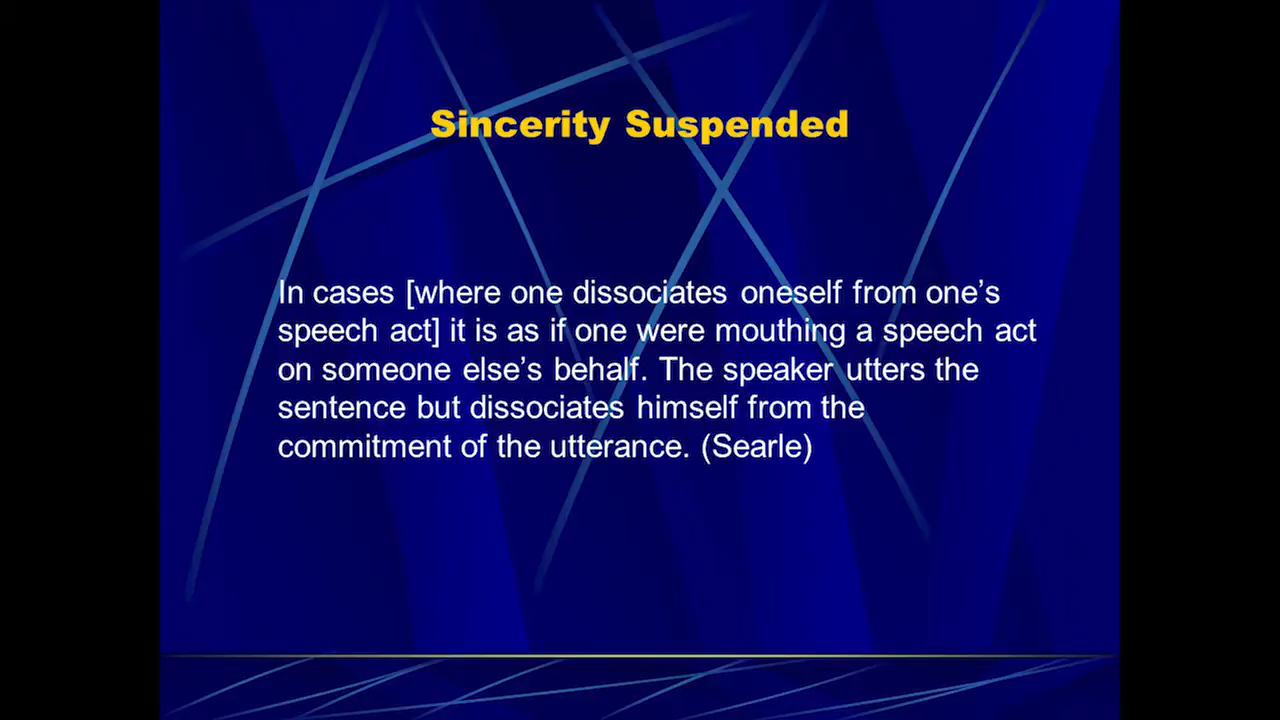 Sincerity Suspended
In cases [where one dissociates oneself from one’s
speech act] it is as if one were mouthing a speech act
on someone else’s behalf. The speaker utters the
sentence but dissociates himself from the
commitment of the utterance. (Searle)